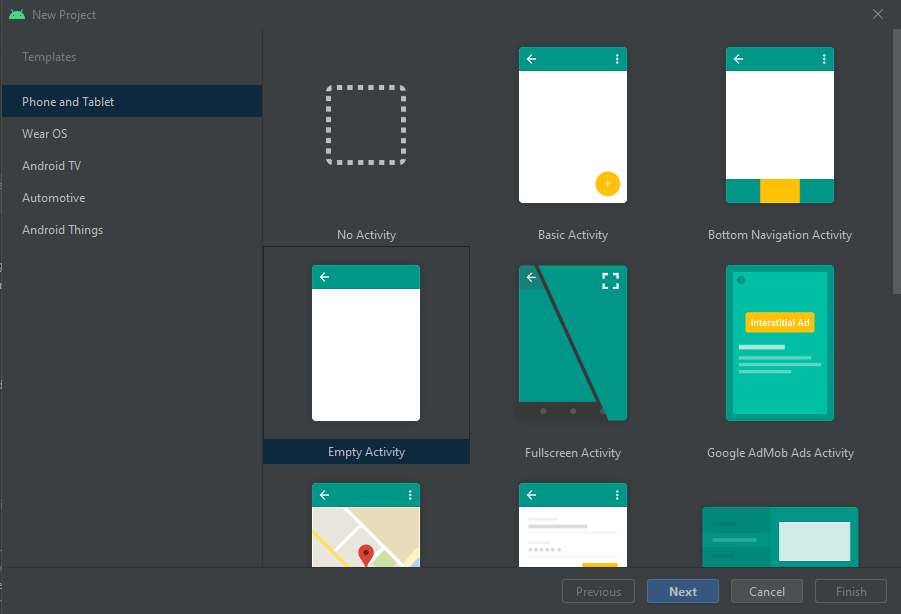 New Project
Templates
Phone and Tablet
Wear OS
Android TV
Automotive
Android Things
No Activity
Basic Activity
Bottom Navigation Activity
Interstitial Ad
Empty Activity
Fullscreen Activity
Google AdMob Ads Activity
Previous
Next
Cancel
Finish